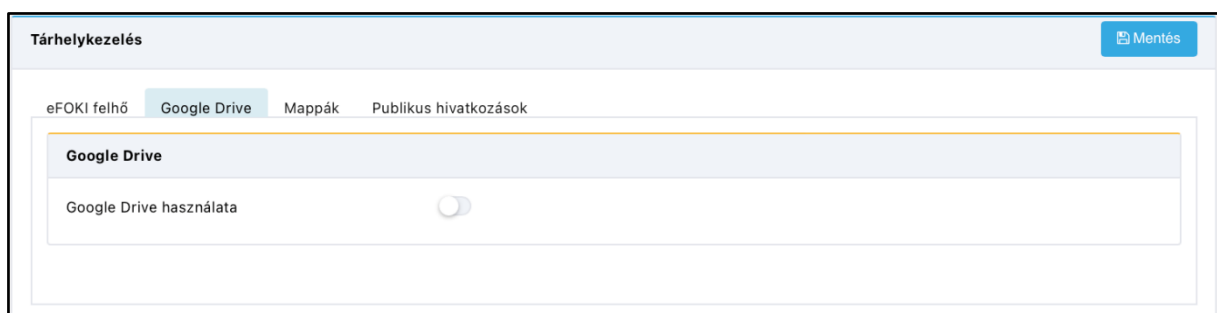 Tárhelykezelés
Mentés
eFOKI felhő Google Drive Mappák Publikus hivatkozások
Google Drive
Google Drive használata